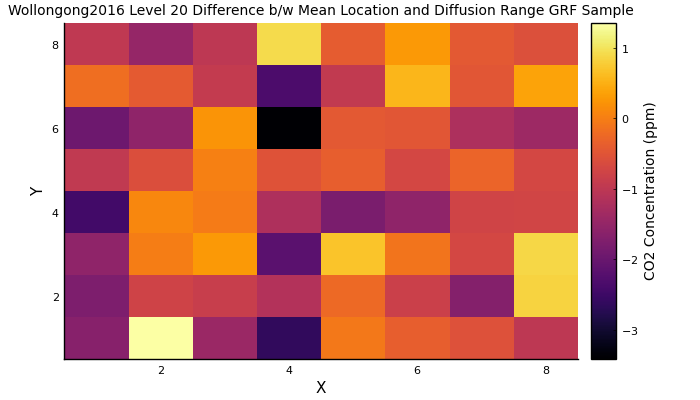 Wollongong2016 Level 20 Difference b/w Mean Location and Diffusion Range GRF Sample
8
6
4
2
Y
2 4 6 8
X
1
0
−1
−2
−3
CO2 Concentration (ppm)